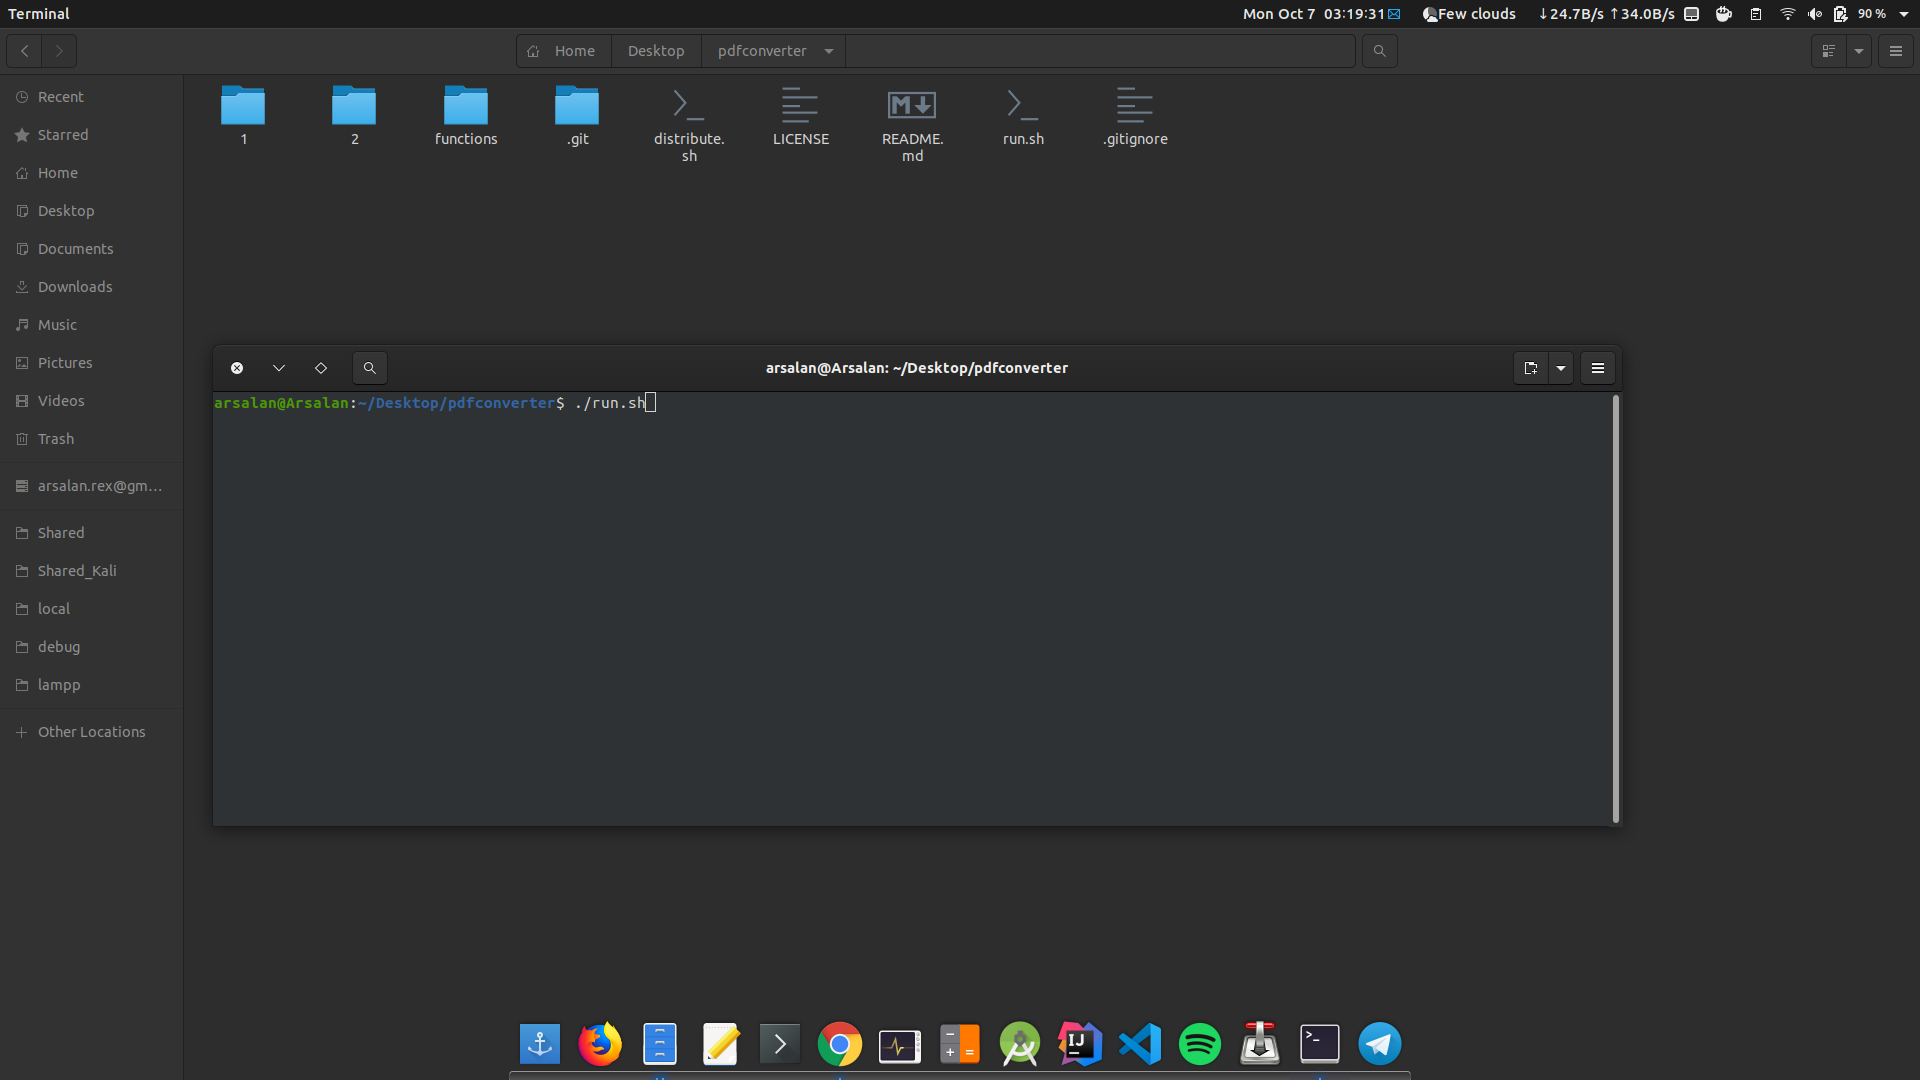 Terminal
Mon Oct 7 03:19:31
Few clouds
↓24.7B/s ↑34.0B/s
90 %
Home
Desktop
pdfconverter
Recent
Starred
Home
Desktop
Documents
Downloads
Music
Pictures
Videos
Trash
arsalan.rex@gm…
Shared
Shared_Kali
local
debug
lampp
Other Locations
1
2
functions
.git
distribute.
sh
LICENSE
README.
md
run.sh
.gitignore
arsalan@Arsalan: ~/Desktop/pdfconverter
arsalan@Arsalan:~/Desktop/pdfconverter$ ./run.sh
IJ